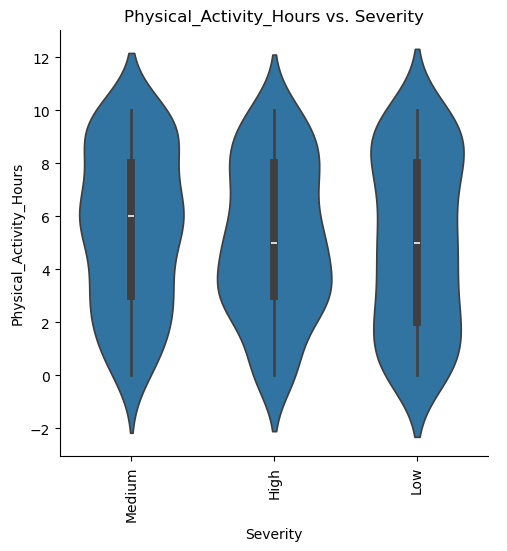 Physical_Activity_Hours vs. Severity
12
10
8
6
4
2
0
−2
Physical_Activity_Hours
Medium
High
Low
Severity